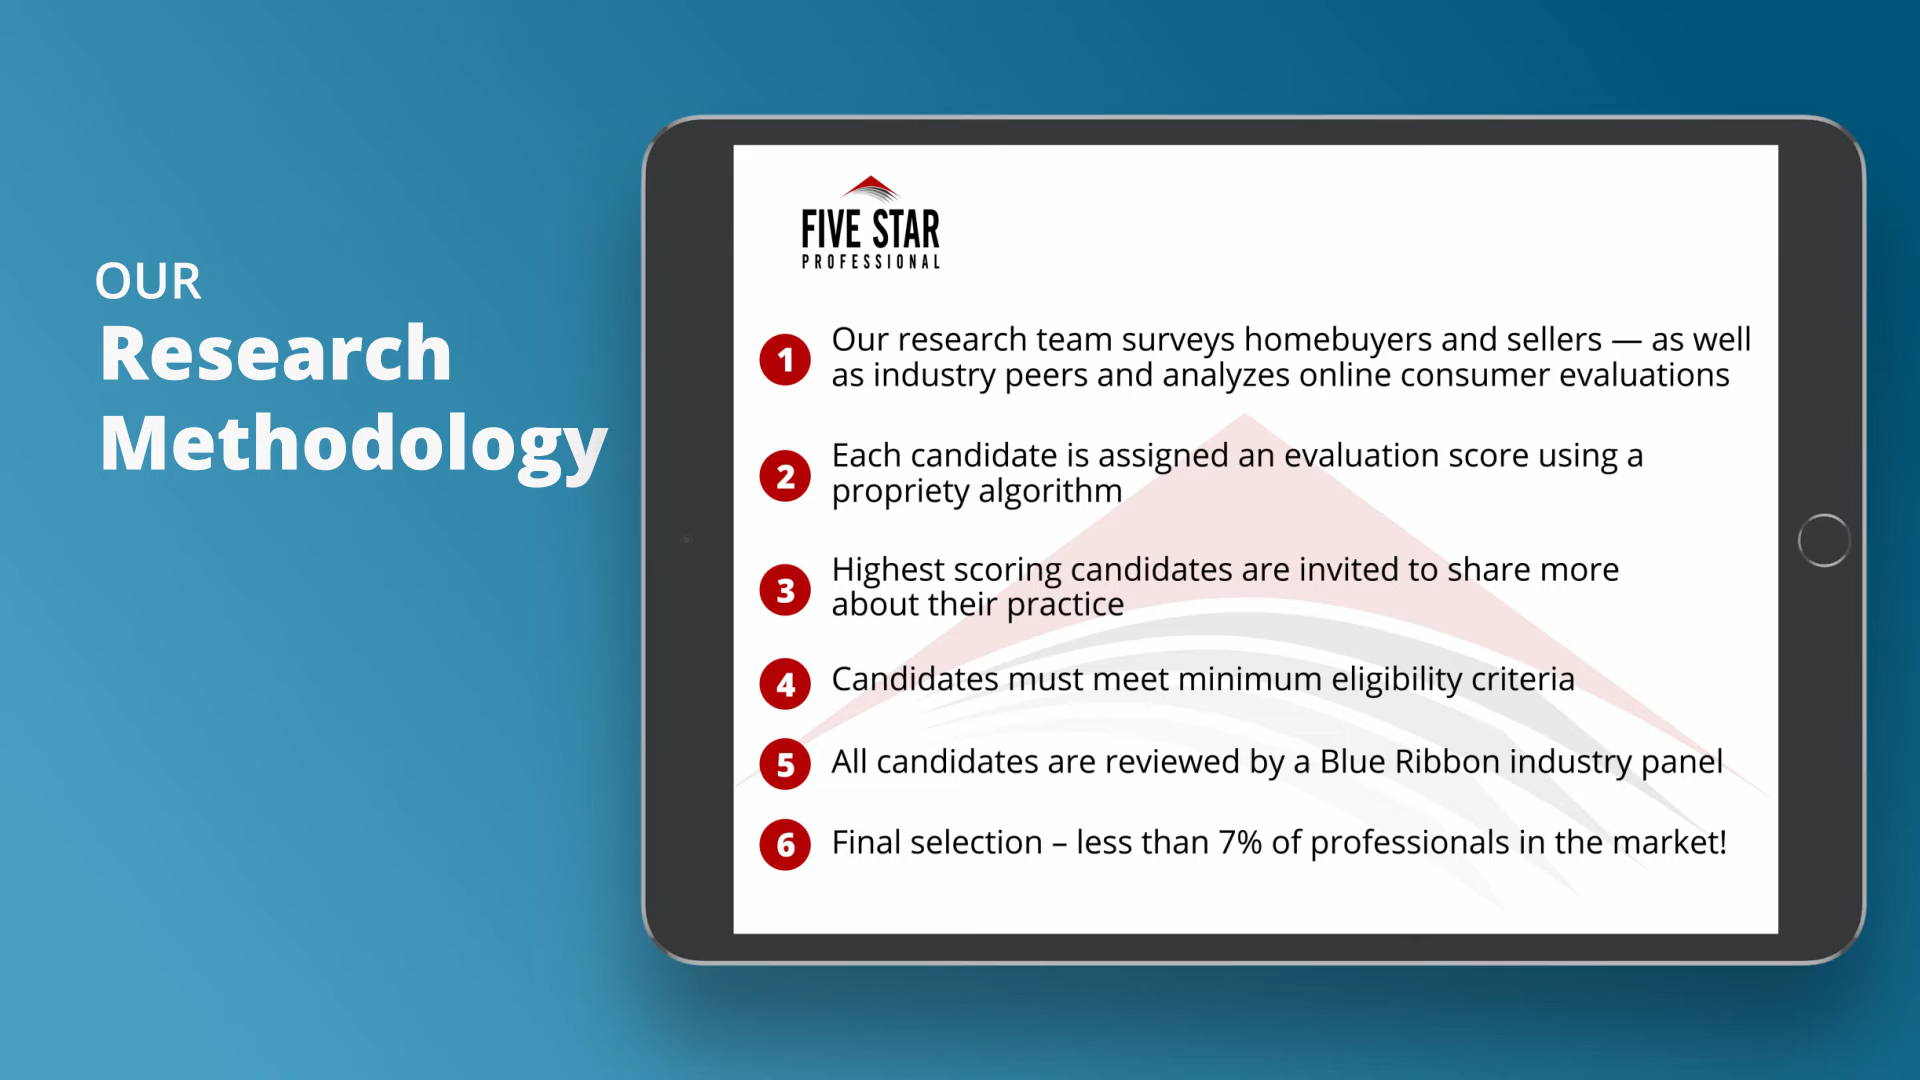 OUR
Research
Methodology
FIVE STAR
PROFESSIONAL
1 Our research team surveys homebuyers and sellers — as well
as industry peers and analyzes online consumer evaluations
2 Each candidate is assigned an evaluation score using a
propriety algorithm
3 Highest scoring candidates are invited to share more
about their practice
4 Candidates must meet minimum eligibility criteria
5 All candidates are reviewed by a Blue Ribbon industry panel
6 Final selection – less than 7% of professionals in the market!